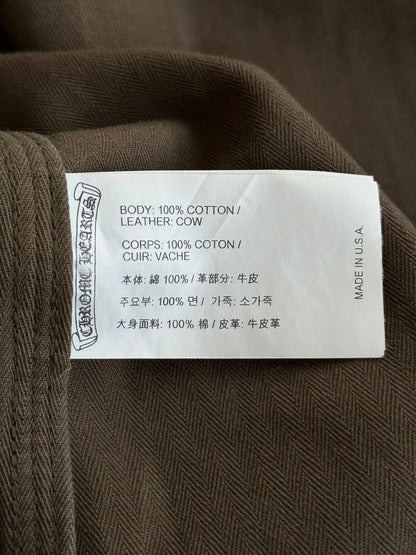 CHROME HEARTS
BODY: 100% COTTON /
LEATHER: COW
CORPS: 100% COTON /
CUIR: VACHE
本体: 綿 100% / 革部分: 牛皮
주요부: 100% 면 / 가죽: 소가죽
大身面料: 100% 棉 / 皮革: 牛皮革
MADE IN U.S.A.